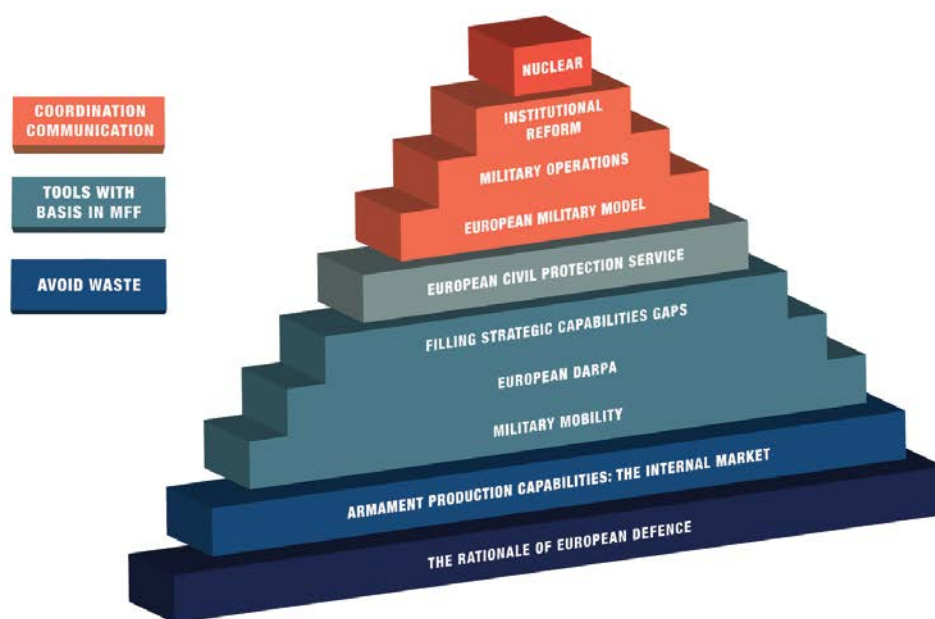 NUCLEAR
INSTITUTIONAL
REFORM
MILITARY OPERATIONS
EUROPEAN MILITARY MODEL
EUROPEAN CIVIL PROTECTION SERVICE
FILLING STRATEGIC CAPABILITIES GAPS
EUROPEAN DARPA
MILITARY MOBILITY
ARMAMENT PRODUCTION CAPABILITIES: THE INTERNAL MARKET
THE RATIONALE OF EUROPEAN DEFENCE
COORDINATION
COMMUNICATION
TOOLS WITH
BASIS IN MFF
AVOID WASTE